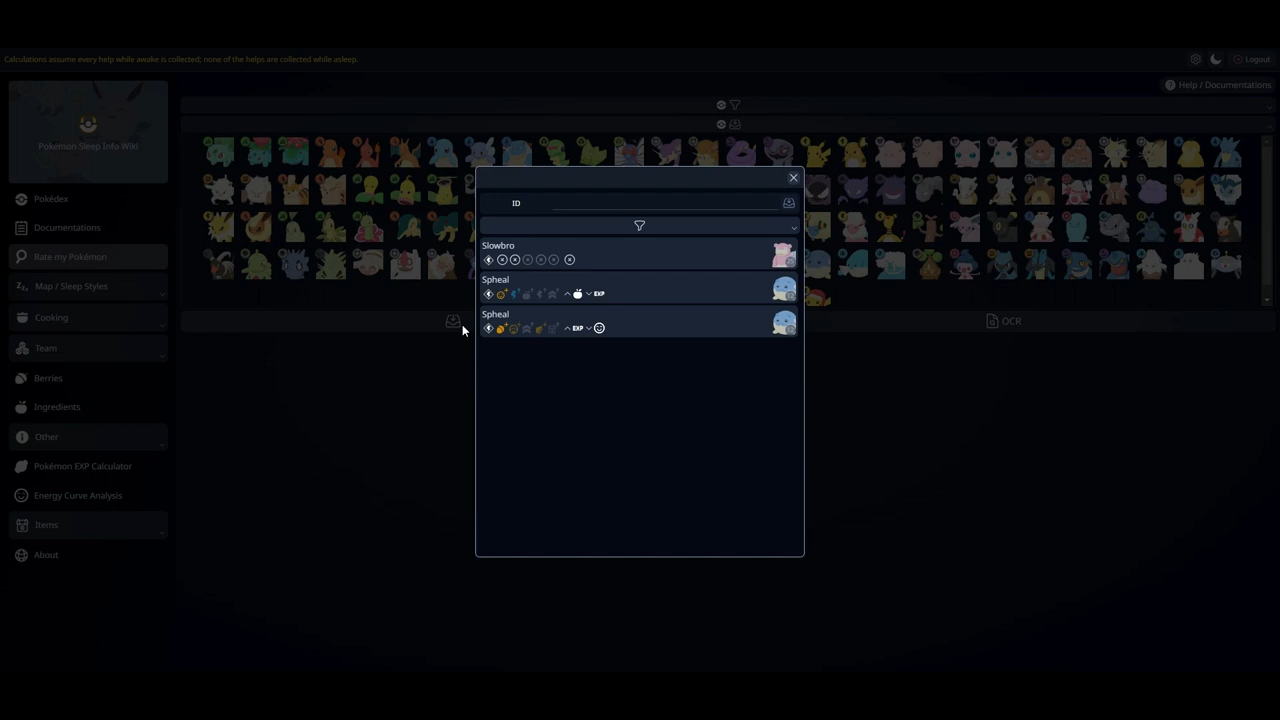 Calculations assume every help while awake is collected; none of the helps are collected while asleep.
Logout
Help / Documentations
Pokemon Sleep Info Wiki
Pokédex
Documentations
Rate my Pokémon
Map / Sleep Styles
Cooking
Team
Berries
Ingredients
Other
Pokémon EXP Calculator
Energy Curve Analysis
Items
About
ID
Slowbro
Spheal
EXP
Spheal
EXP
OCR